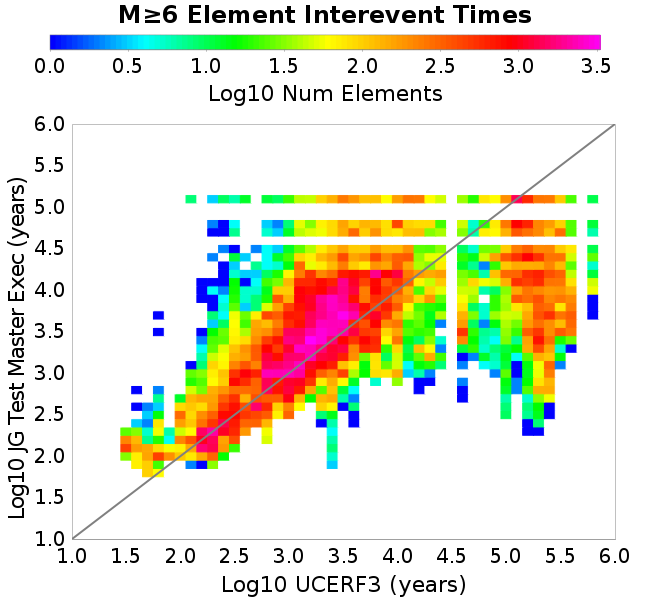 M≥6 Element Interevent Times
0.0 0.5 1.0 1.5 2.0 2.5 3.0 3.5
Log10 Num Elements
6.0
5.5
5.0
4.5
4.0
3.5
3.0
2.5
2.0
1.5
1.0
Log10 JG Test Master Exec (years)
1.0 1.5 2.0 2.5 3.0 3.5 4.0 4.5 5.0 5.5 6.0
Log10 UCERF3 (years)